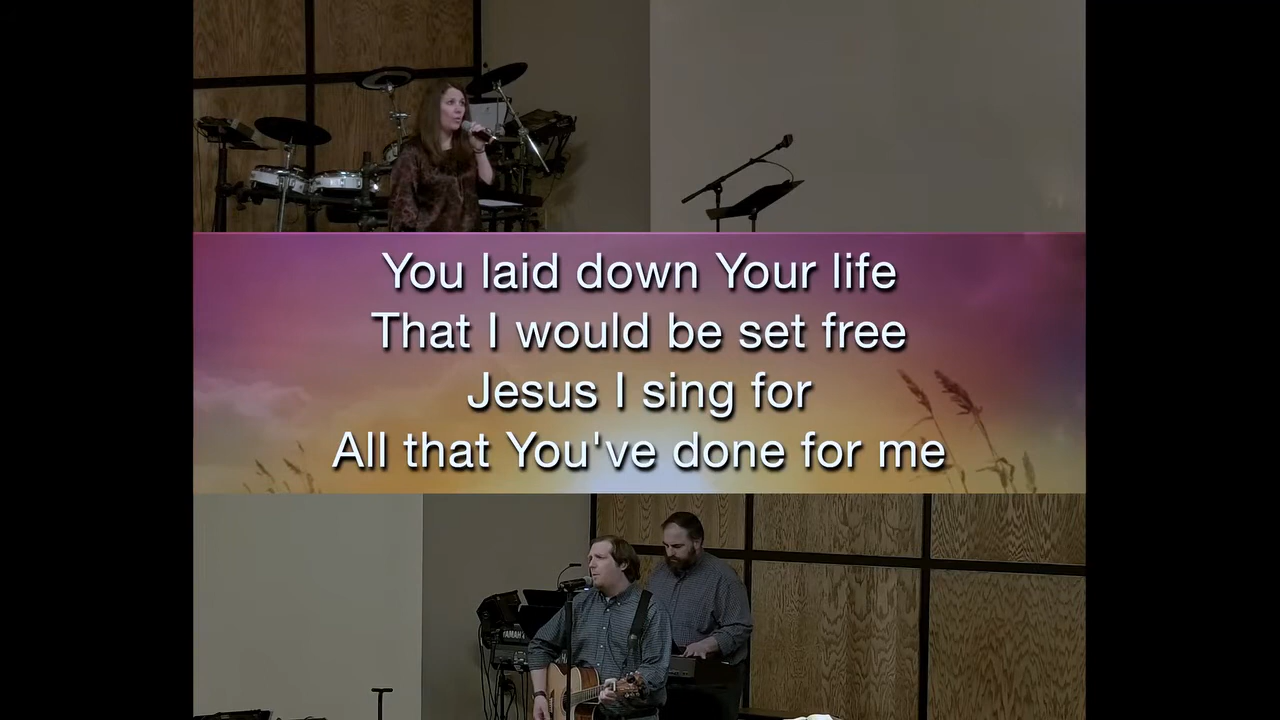 You laid down Your life
That I would be set free
Jesus I sing for
All that You've done for me
YAMAH